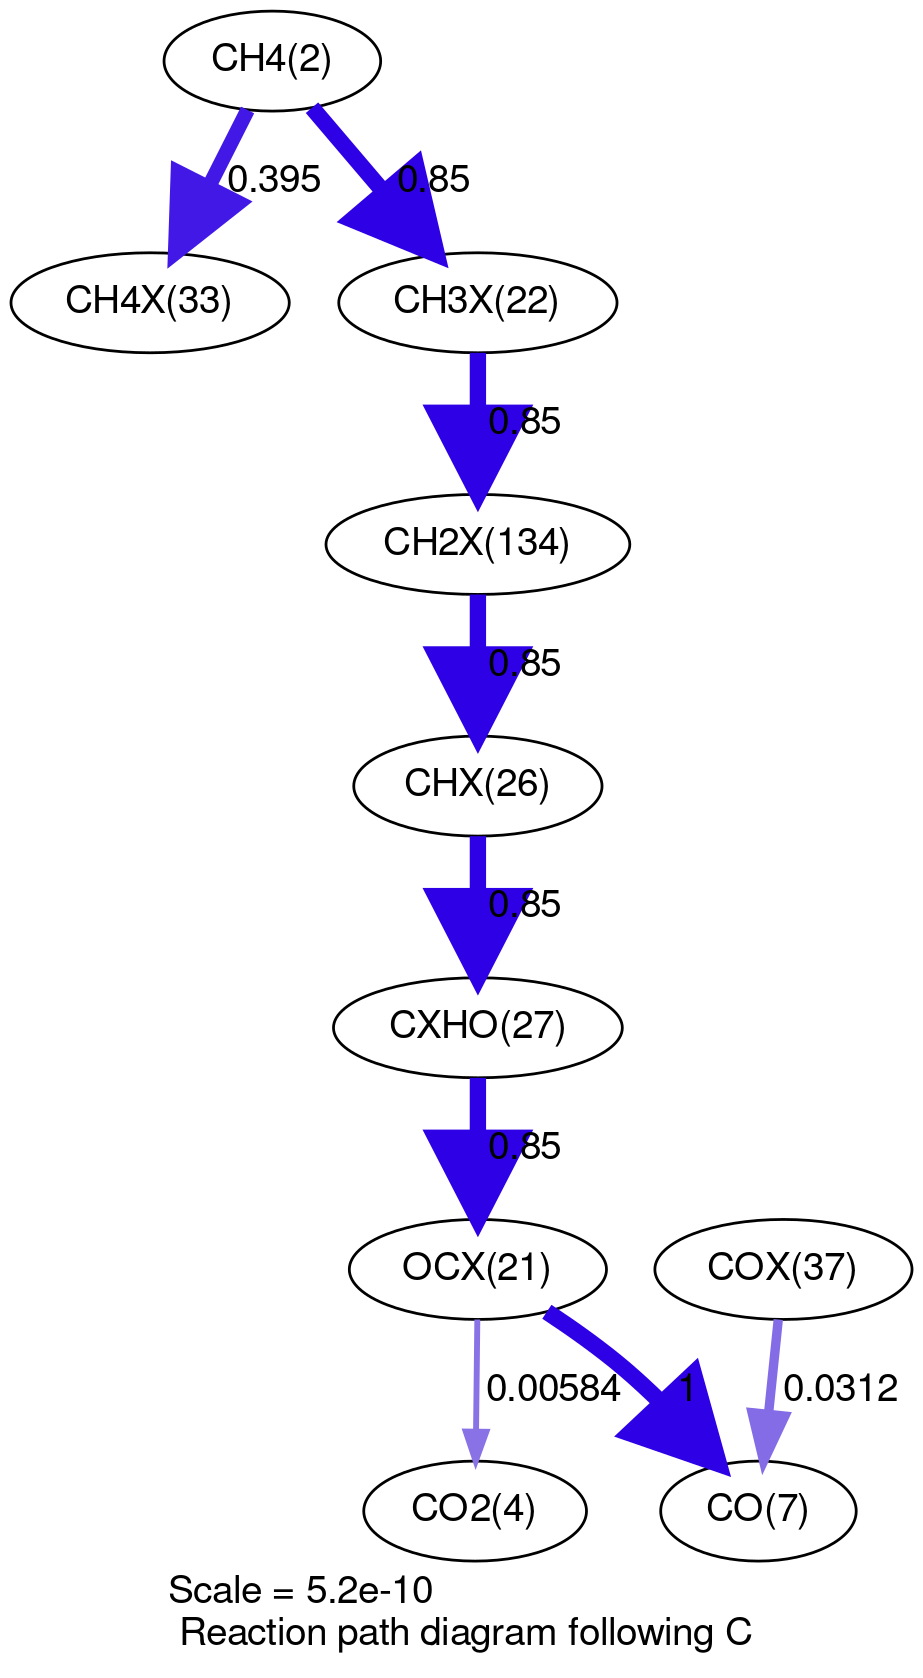 CH4(2)
0.395
0.85
CH4X(33)
CH3X(22)
0.85
CH2X(134)
0.85
CHX(26)
0.85
CXHO(27)
0.85
OCX(21)
COX(37)
0.00584
1
0.0312
CO2(4)
CO(7)
Scale = 5.2e-10
Reaction path diagram following C